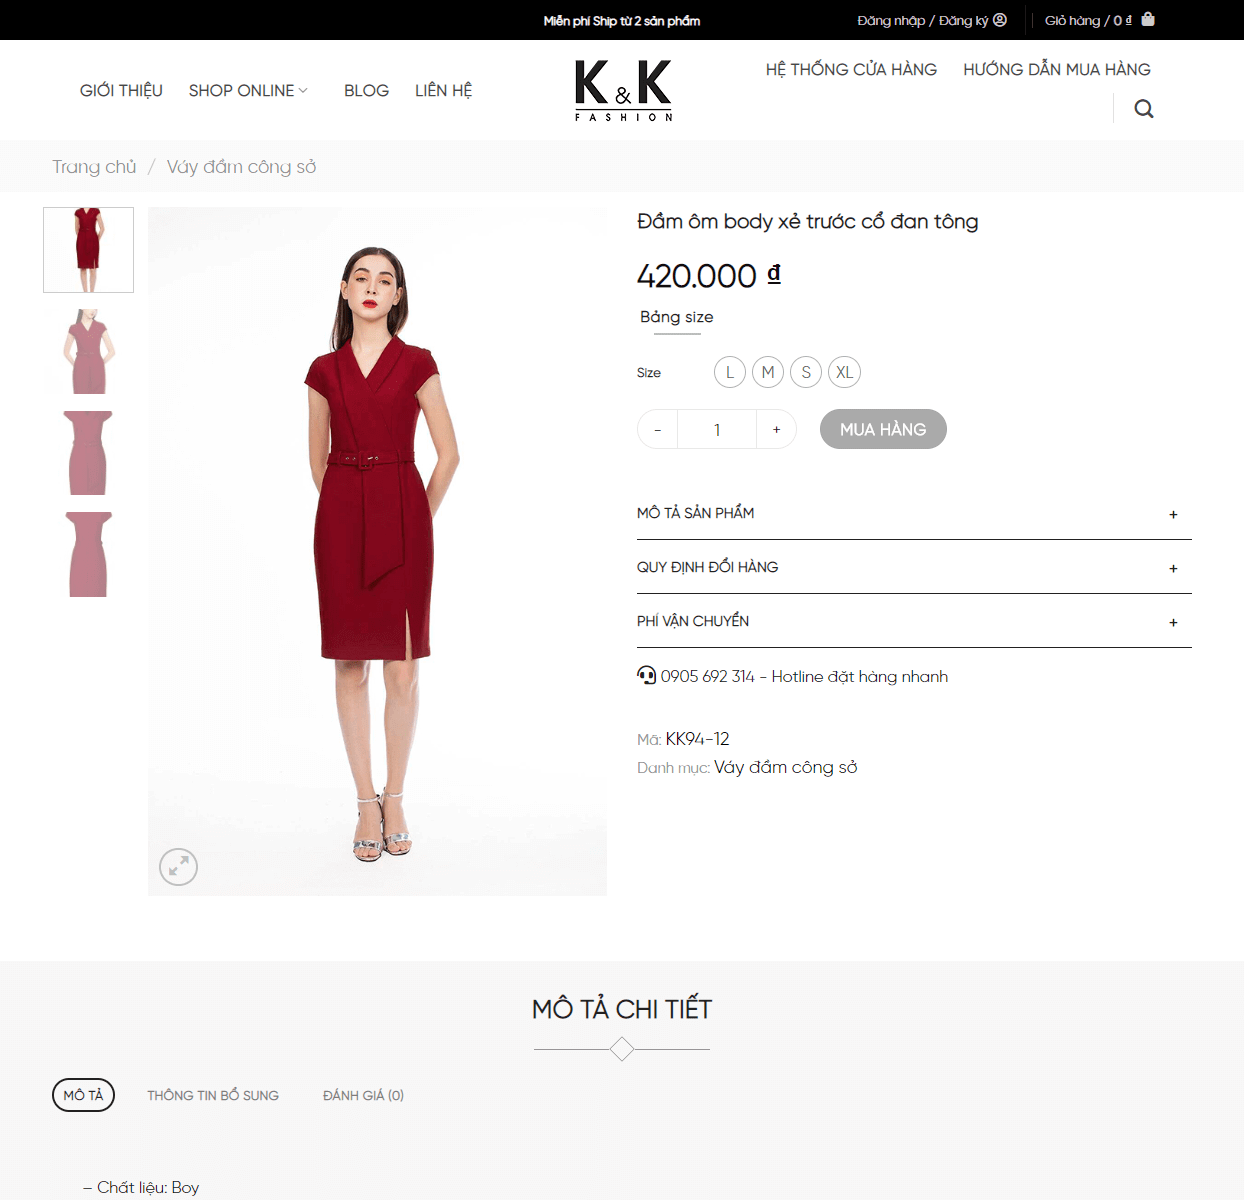 Miễn phí Ship từ 2 sản phẩm
Đăng nhập / Đăng ký
Giỏ hàng / 0 ₫
GIỚI THIỆU
SHOP ONLINE
BLOG
LIÊN HỆ
K & K
FASHION
HỆ THỐNG CỬA HÀNG
HƯỚNG DẪN MUA HÀNG
Trang chủ / Váy đầm công sở
Đầm ôm body xẻ trước cổ đan tông
420.000 ₫
Bảng size
Size
L
M
S
XL
- 1 +
MUA HÀNG
MÔ TẢ SẢN PHẨM +
QUY ĐỊNH ĐỔI HÀNG +
PHÍ VẬN CHUYỂN +
0905 692 314 - Hotline đặt hàng nhanh
Mã: KK94-12
Danh mục: Váy đầm công sở
MÔ TẢ CHI TIẾT
MÔ TẢ
THÔNG TIN BỔ SUNG
ĐÁNH GIÁ (0)
– Chất liệu: Boy